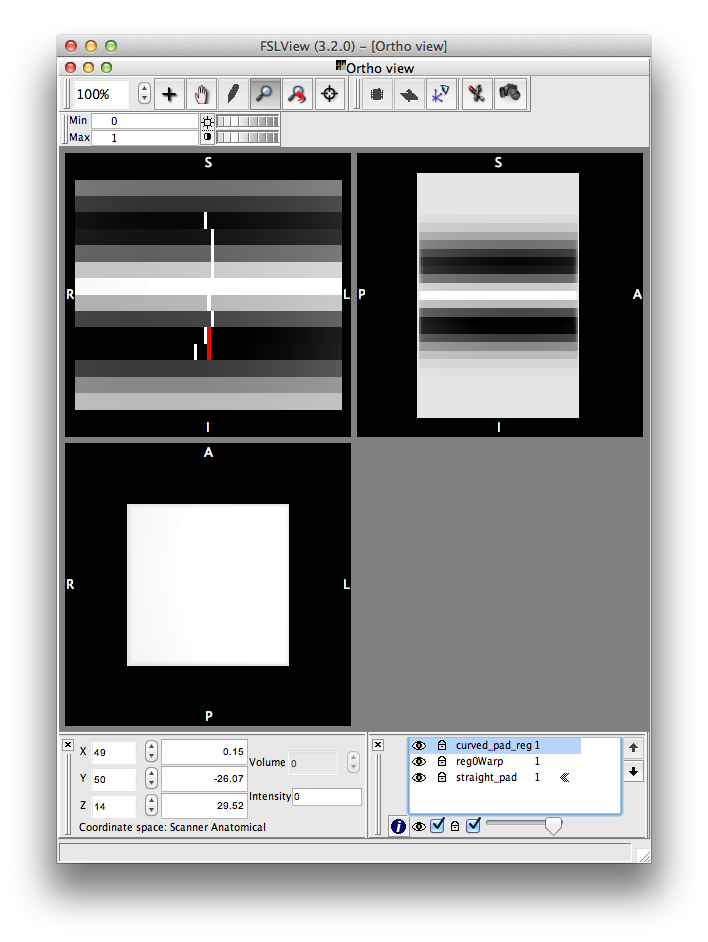 FSLView (3.2.0) – [Ortho view]
Ortho view
100%
Min 0
Max 1
S S
R L P A
I I
A
R L
P
X 49 0.15 Volume 0
Y 50 -26.07
Z 14 29.52 Intensity 0
Coordinate space: Scanner Anatomical
curved_pad_reg 1
reg0Warp 1
straight_pad 1